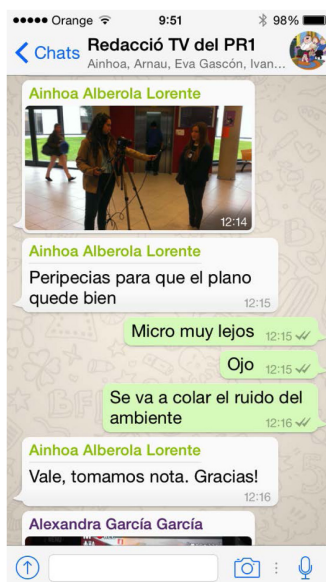 Orange 9:51 98%
Chats
Redacció TV del PR1
Ainhoa, Arnau, Eva Gascón, Ivan...
Ainhoa Alberola Lorente
12:14
Ainhoa Alberola Lorente
Peripecias para que el plano
quede bien
12:15
Micro muy lejos 12:15
Ojo 12:15
Se va a colar el ruido del
ambiente
12:16
Ainhoa Alberola Lorente
Vale, tomamos nota. Gracias!
12:16
Alexandra García García